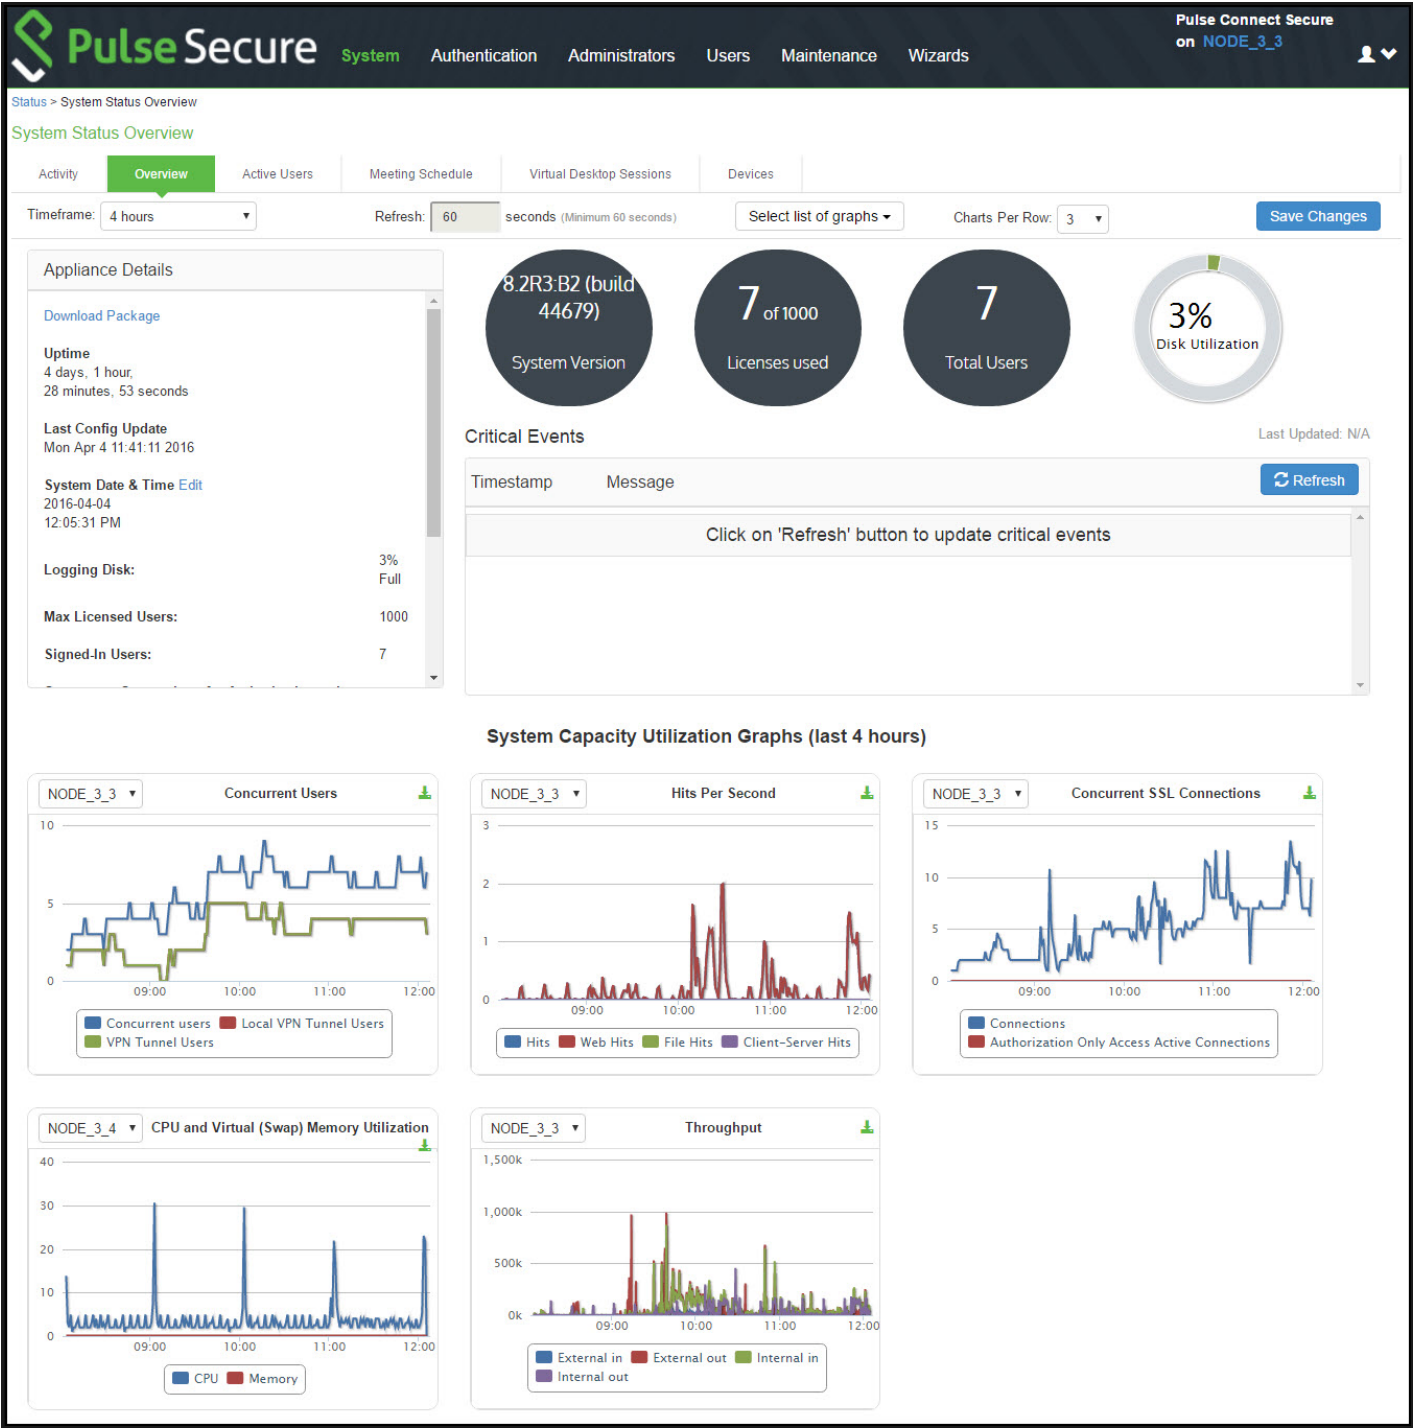 Pulse Secure
System Authentication Administrators Users Maintenance Wizards
Pulse Connect Secure
on NODE_3_3
Status > System Status Overview
System Status Overview
Activity Overview Active Users Meeting Schedule Virtual Desktop Sessions Devices
Timeframe: 4 hours Refresh: 60 seconds (Minimum 60 seconds) Select list of graphs Charts Per Row: 3 Save Changes
Appliance Details
Download Package
Uptime
4 days, 1 hour,
28 minutes, 53 seconds
Last Config Update
Mon Apr 4 11:41:11 2016
System Date & Time Edit
2016-04-04
12:05:31 PM
Logging Disk: 3%
Full
Max Licensed Users: 1000
Signed-In Users: 7
8.2R3:B2 (build
44679)
System Version
7 of 1000
Licenses used
7
Total Users
3%
Disk Utilization
Critical Events Last Updated: N/A
Timestamp Message Refresh
Click on 'Refresh' button to update critical events
System Capacity Utilization Graphs (last 4 hours)
NODE_3_3 Concurrent Users
10
5
0
09:00 10:00 11:00 12:00
Concurrent users Local VPN Tunnel Users
VPN Tunnel Users
NODE_3_3 Hits Per Second
3
2
1
0
09:00 10:00 11:00 12:00
Hits Web Hits File Hits Client-Server Hits
NODE_3_3 Concurrent SSL Connections
15
10
5
0
09:00 10:00 11:00 12:00
Connections
Authorization Only Access Active Connections
NODE_3_4 CPU and Virtual (Swap) Memory Utilization
40
30
20
10
0
09:00 10:00 11:00 12:00
CPU Memory
NODE_3_3 Throughput
1,500k
1,000k
500k
0k
09:00 10:00 11:00 12:00
External in External out Internal in
Internal out